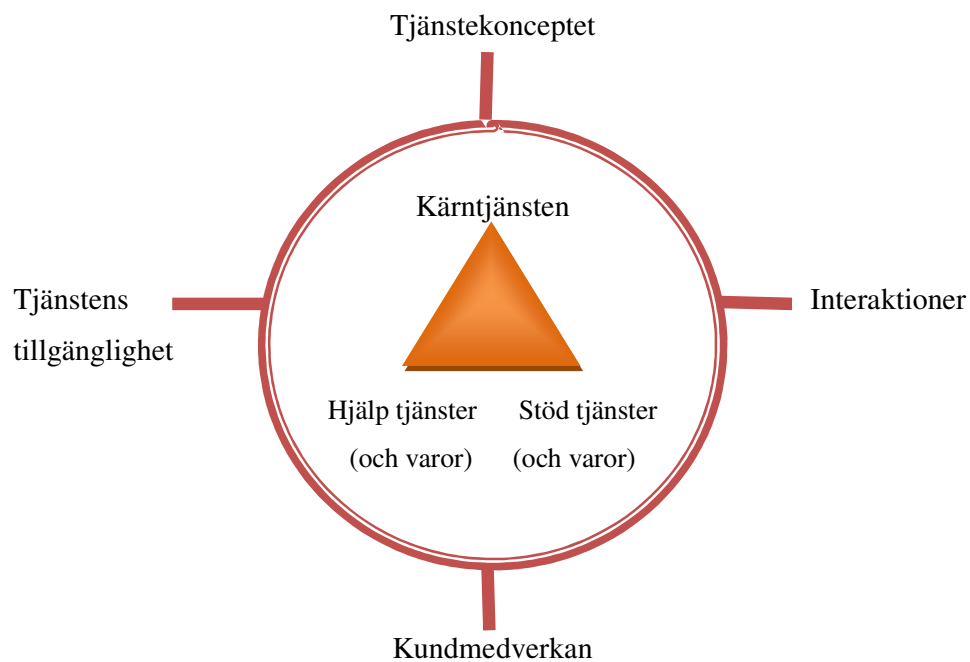 Tjänstekonceptet
Kärntjänsten
Tjänstens
tillgänglighet
Interaktioner
Hjälp tjänster
(och varor)
Stöd tjänster
(och varor)
Kundmedverkan